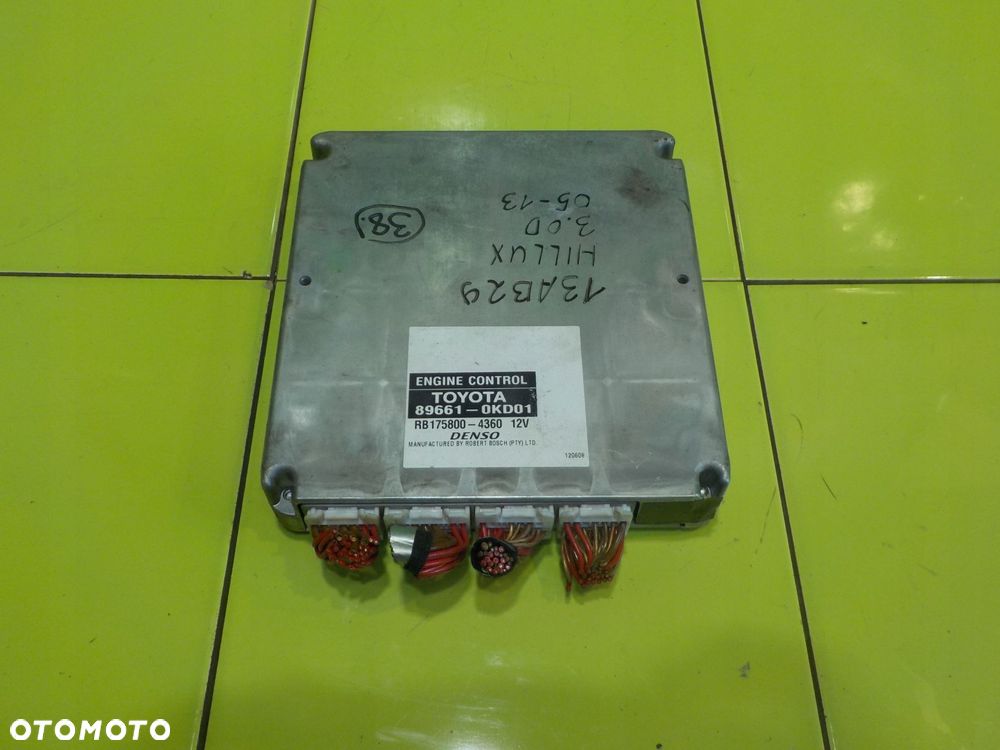 38.
05-13
3.0D
HILLUX
13AB29
ENGINE CONTROL
TOYOTA
89661-0KD01
RB175800-4360 12V
DENSO
MANUFACTURED BY ROBERT BOSCH (PTY) LTD.
120608
OTOMOTO